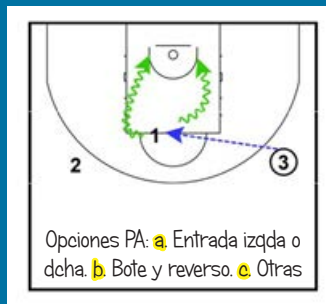 1
2
3
Opciones PA: a. Entrada izqda o
dcha. b. Bote y reverso. c. Otras